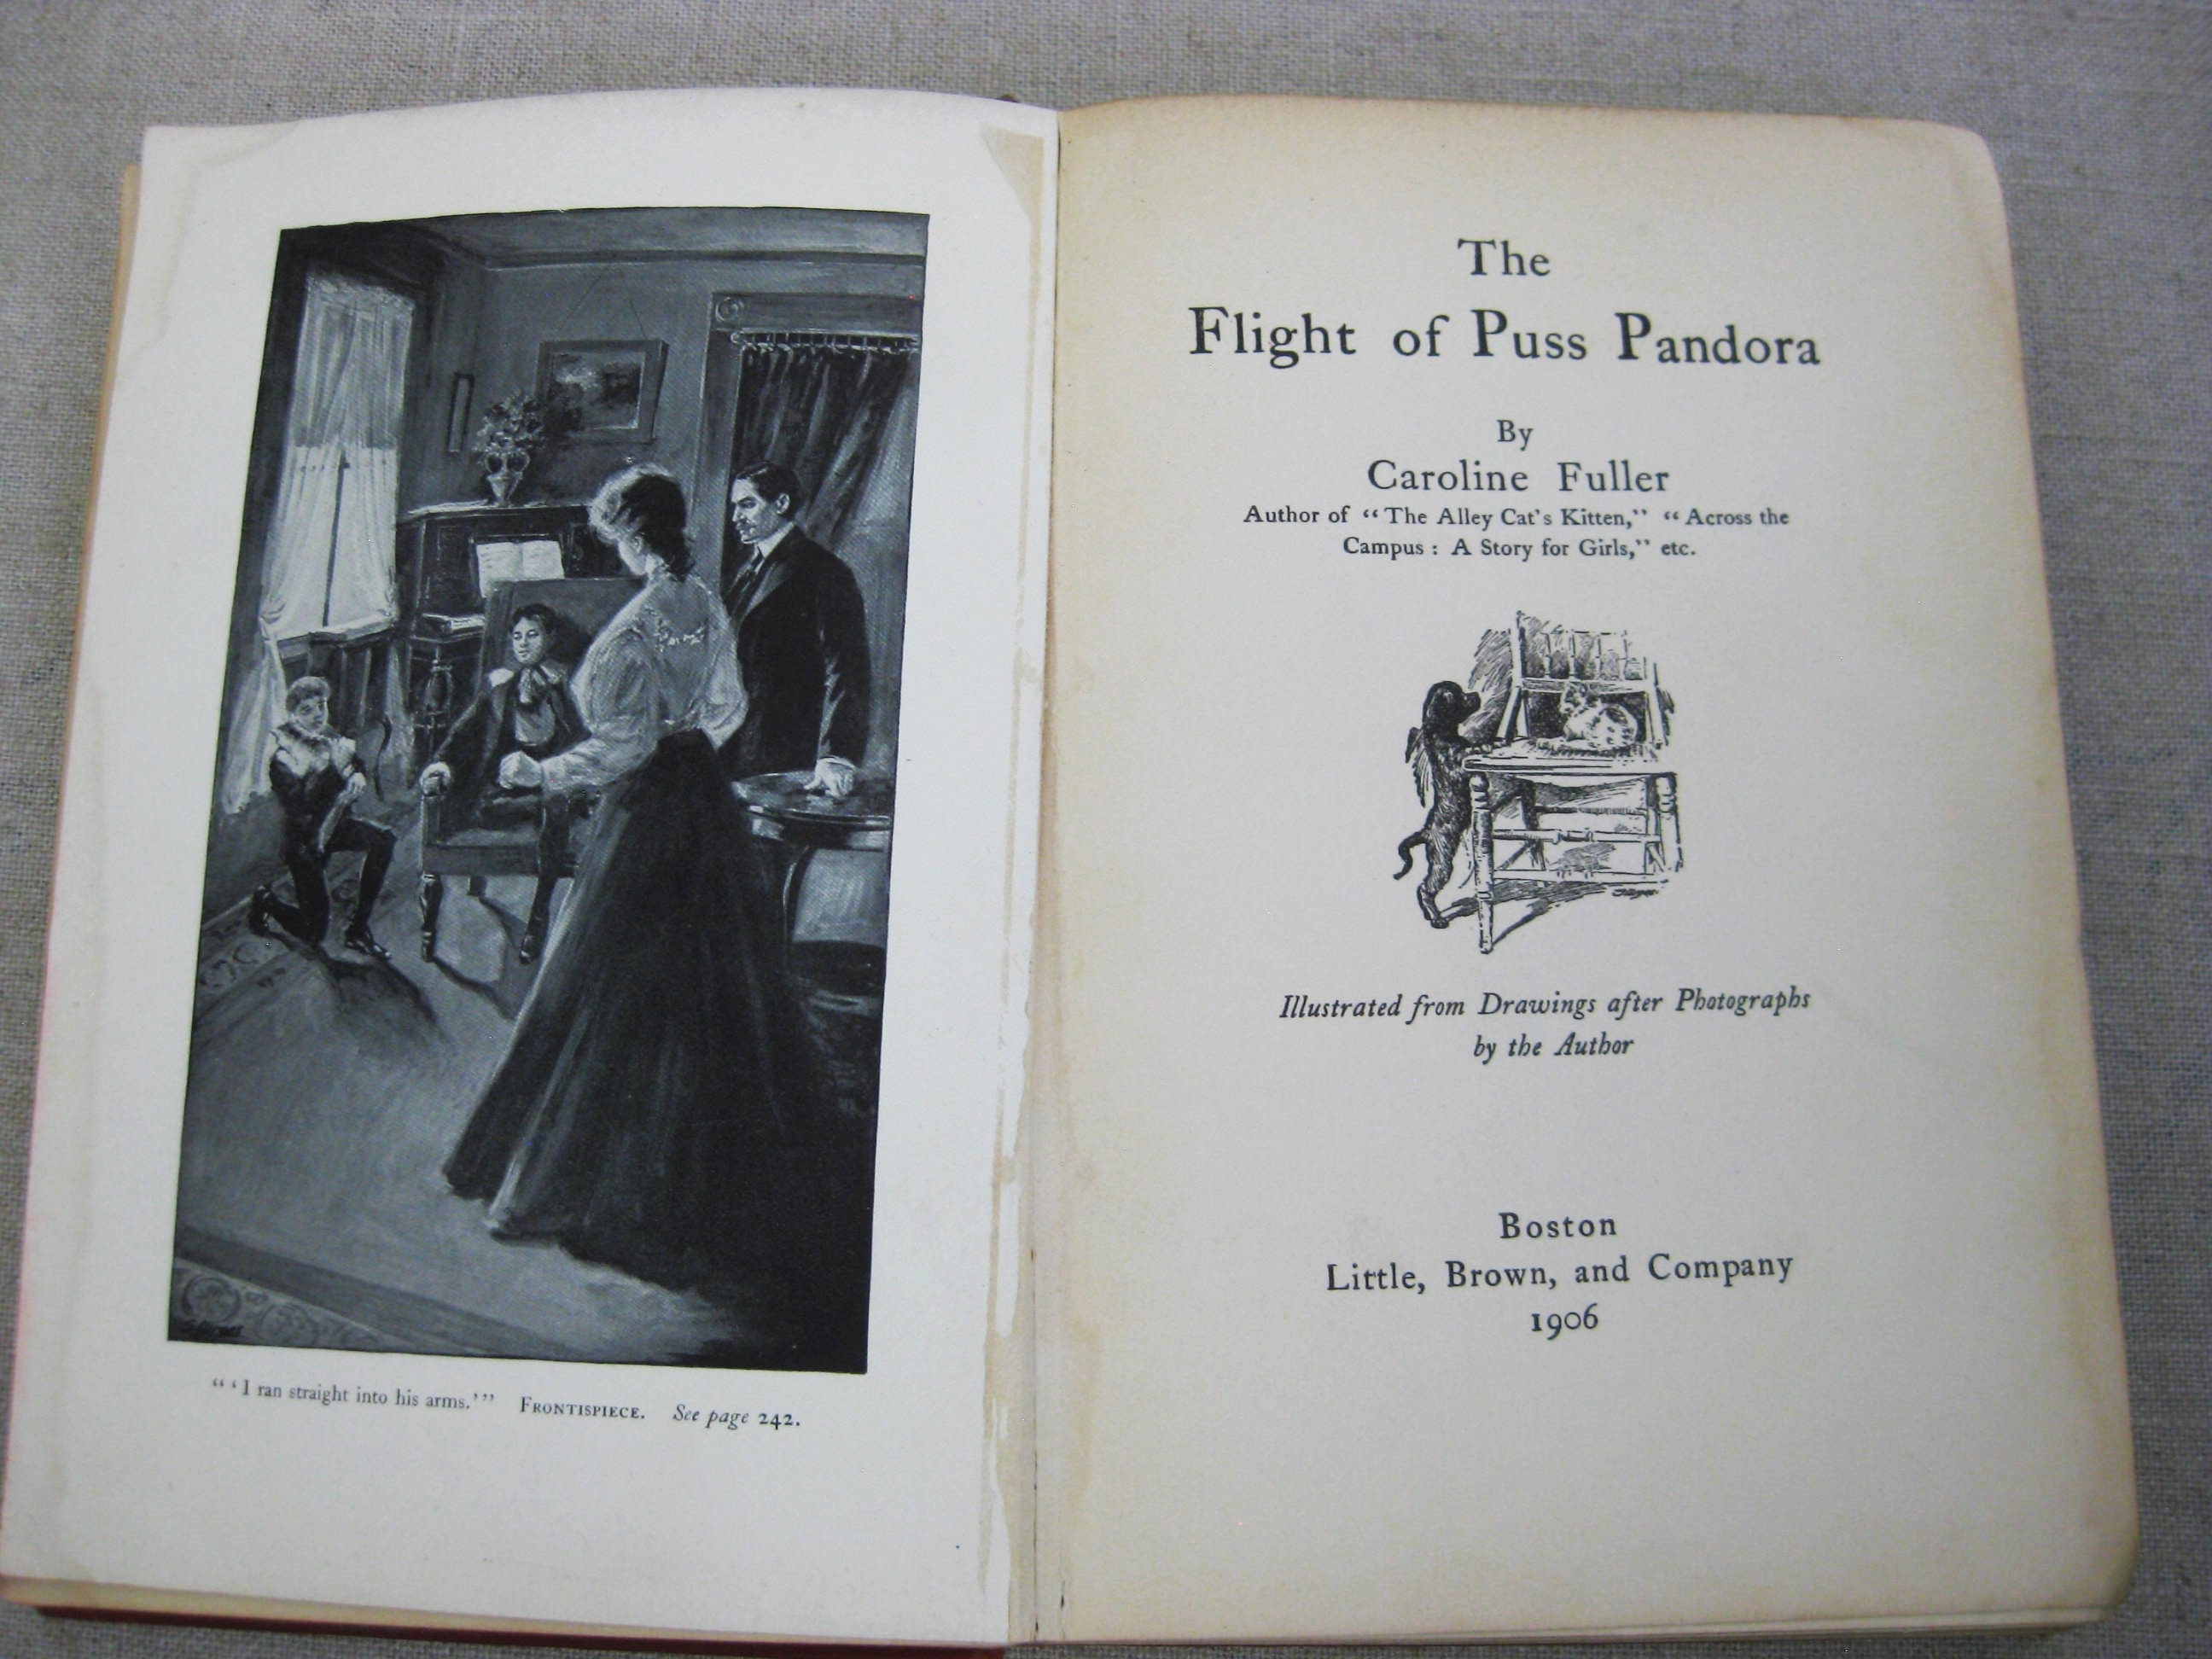 "'I ran straight into his arms.'" FRONTISPIECE. See page 242.
The
Flight of Puss Pandora
By
Caroline Fuller
Author of "The Alley Cat's Kitten," "Across the
Campus: A Story for Girls," etc.
Illustrated from Drawings after Photographs
by the Author
Boston
Little, Brown, and Company
1906